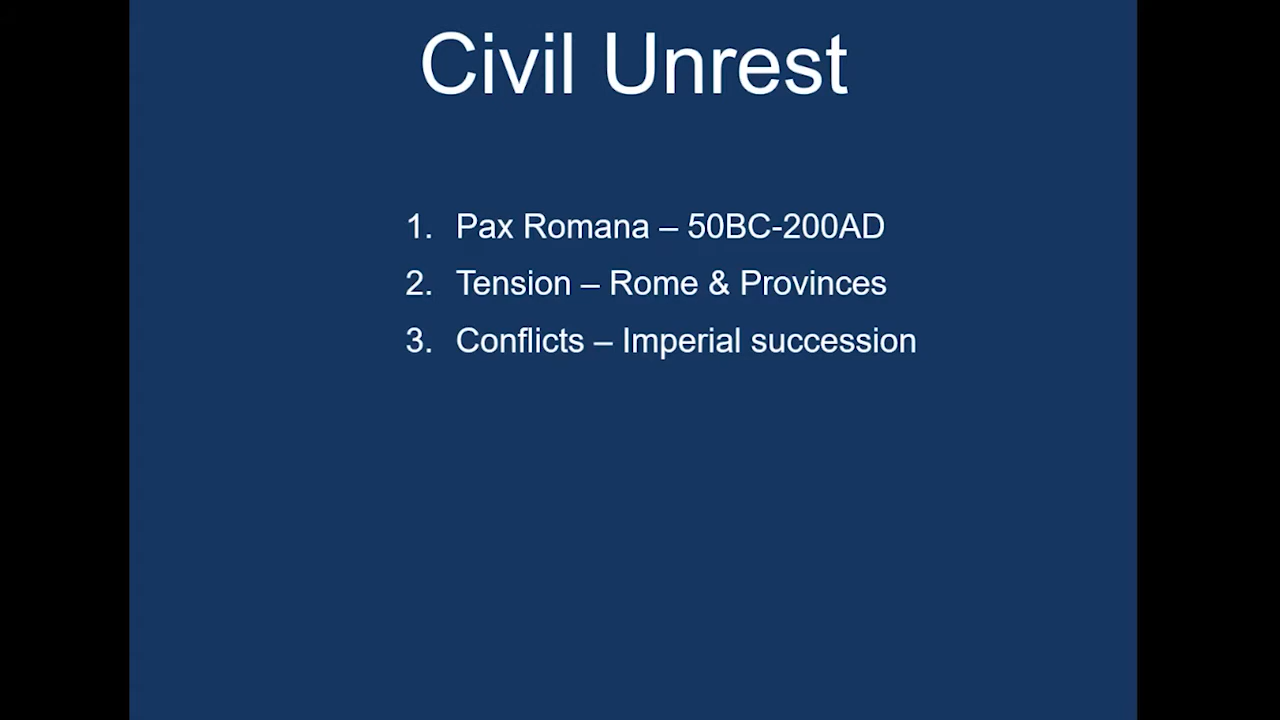 Civil Unrest
1. Pax Romana – 50BC-200AD
2. Tension – Rome & Provinces
3. Conflicts – Imperial succession